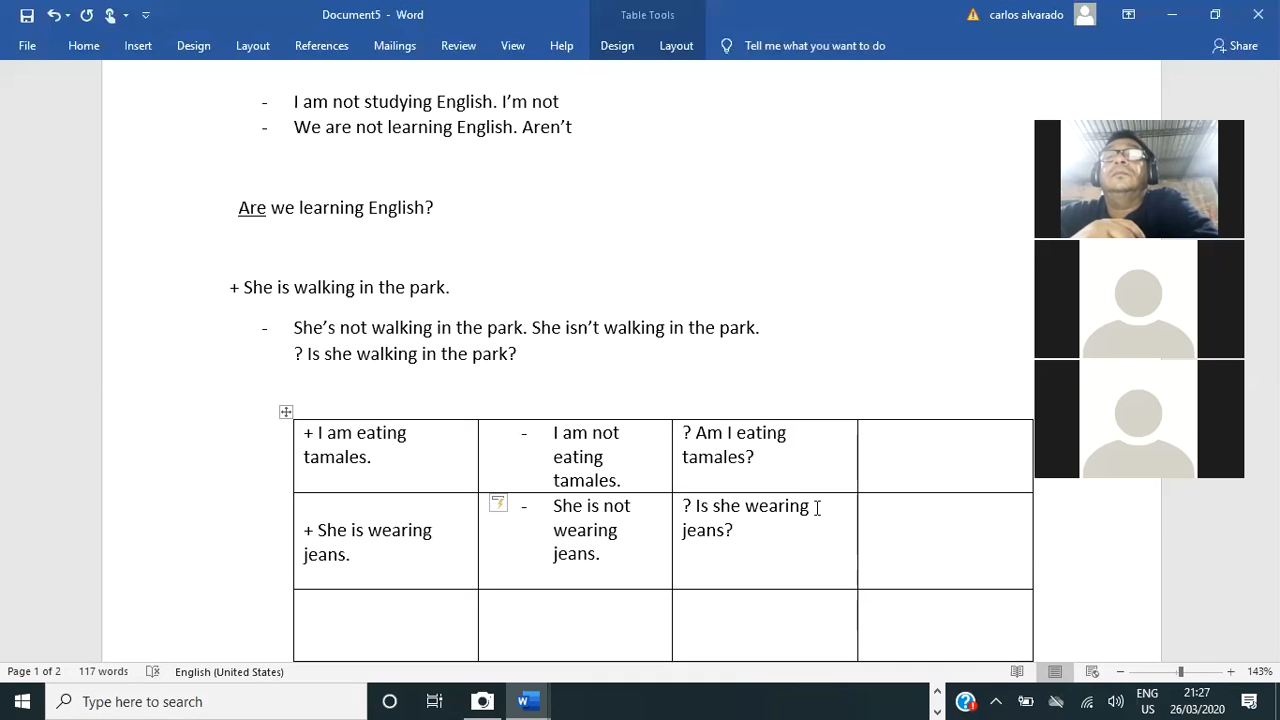 Document5 - Word
Table Tools
carlos alvarado
File
Home
Insert
Design
Layout
References
Mailings
Review
View
Help
Design
Layout
Tell me what you want to do
Share
- I am not studying English. I'm not
- We are not learning English. Aren't
Are we learning English?
+ She is walking in the park.
- She's not walking in the park. She isn't walking in the park.
? Is she walking in the park?
+ I am eating
tamales.
- I am not
eating
tamales.
? Am I eating
tamales?
+ She is wearing
jeans.
- She is not
wearing
jeans.
? Is she wearing
jeans?
Page 1 of 2
117 words
English (United States)
143%
Type here to search
ENG
US
21:27
26/03/2020